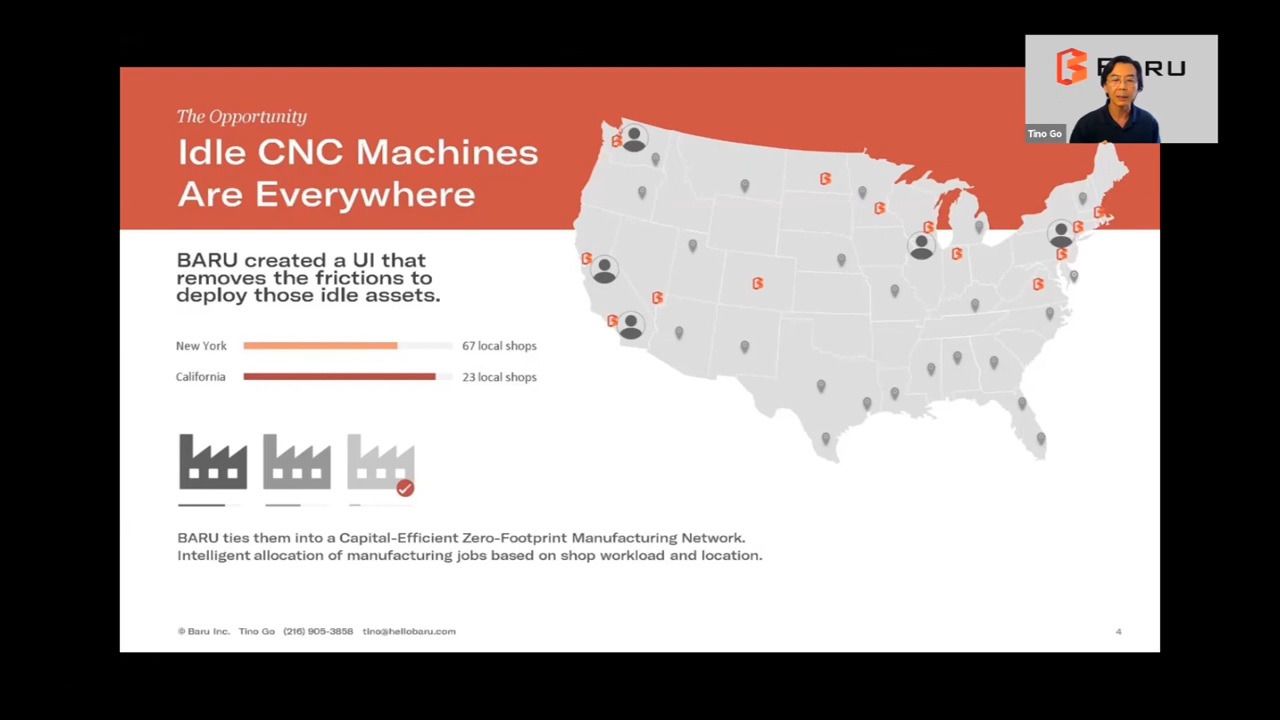 The Opportunity
Idle CNC Machines
Are Everywhere
BARU created a UI that
removes the frictions to
deploy those idle assets.
New York 67 local shops
California 23 local shops
BARU ties them into a Capital-Efficient Zero-Footprint Manufacturing Network.
Intelligent allocation of manufacturing jobs based on shop workload and location.
© Baru Inc. Tino Go (216) 905-3858 tino@hellobaru.com
4
BARU
Tino Go